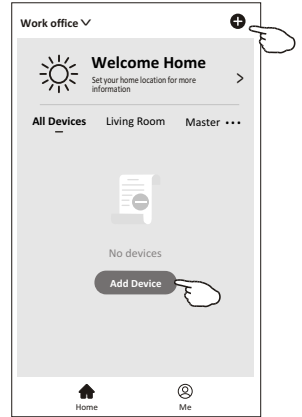 Work office
Welcome Home
Set your home location for more
information
All Devices Living Room Master
No devices
Add Device
Home Me